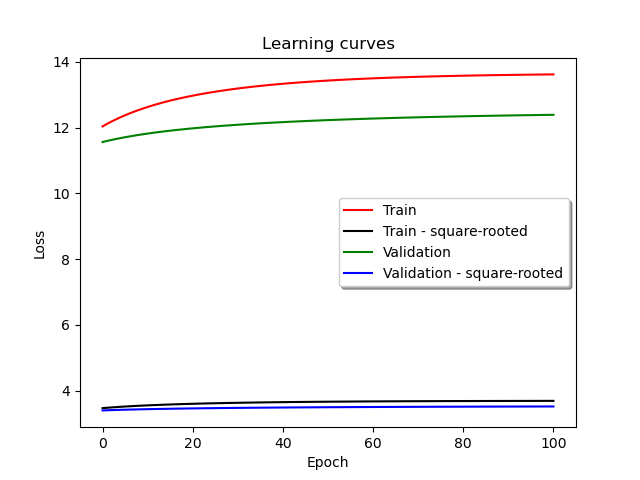 Learning curves
14
12
10
8
6
4
Loss
Train
Train - square-rooted
Validation
Validation - square-rooted
0 20 40 60 80 100
Epoch